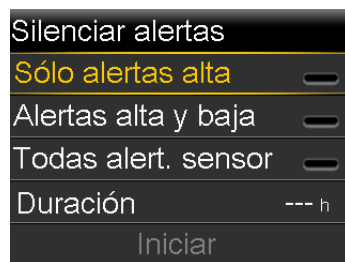 Silenciar alertas
Sólo alertas alta
Alertas alta y baja
Todas alert. sensor
Duración --- h
Iniciar